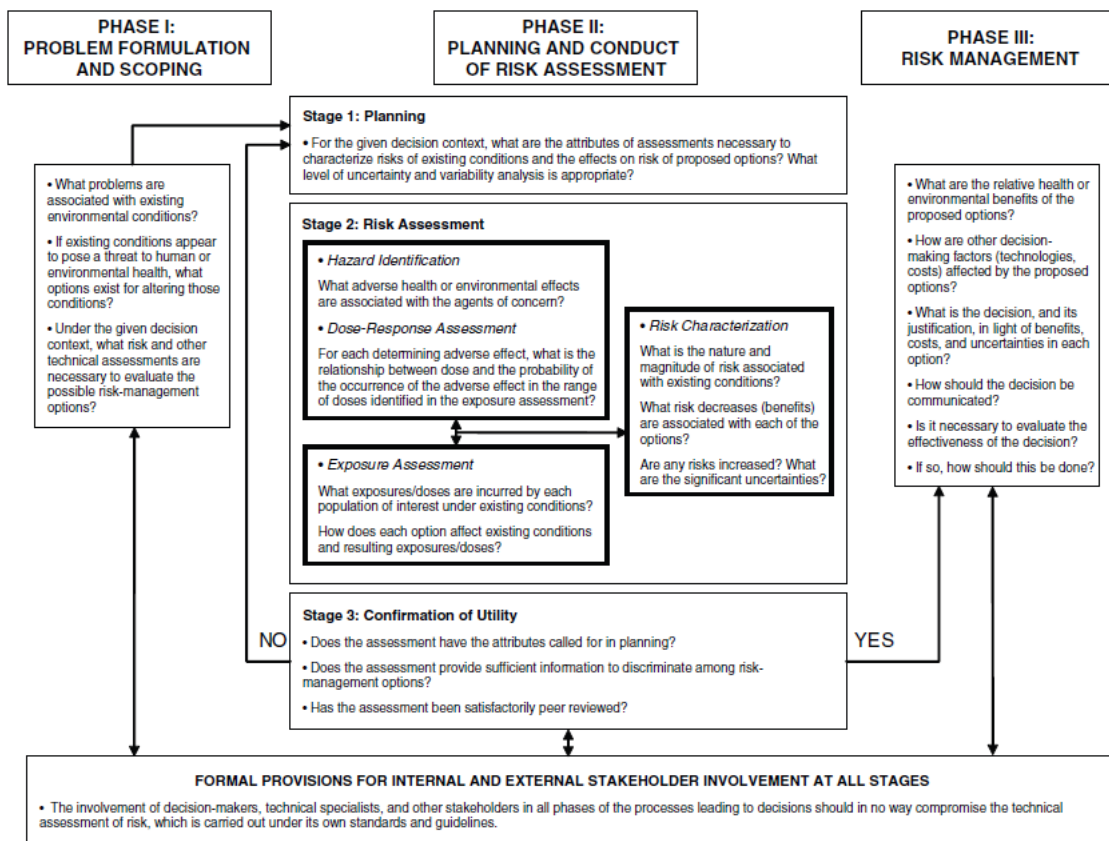 PHASE I:
PROBLEM FORMULATION
AND SCOPING
PHASE II:
PLANNING AND CONDUCT
OF RISK ASSESSMENT
PHASE III:
RISK MANAGEMENT
• What problems are
associated with existing
environmental conditions?
• If existing conditions appear
to pose a threat to human or
environmental health, what
options exist for altering those
conditions?
• Under the given decision
context, what risk and other
technical assessments are
necessary to evaluate the
possible risk-management
options?
Stage 1: Planning
• For the given decision context, what are the attributes of assessments necessary to
characterize risks of existing conditions and the effects on risk of proposed options? What
level of uncertainty and variability analysis is appropriate?
Stage 2: Risk Assessment
• Hazard Identification
What adverse health or environmental effects
are associated with the agents of concern?
• Dose-Response Assessment
For each determining adverse effect, what is the
relationship between dose and the probability of
the occurrence of the adverse effect in the range
of doses identified in the exposure assessment?
• Exposure Assessment
What exposures/doses are incurred by each
population of interest under existing conditions?
How does each option affect existing conditions
and resulting exposures/doses?
• Risk Characterization
What is the nature and
magnitude of risk associated
with existing conditions?
What risk decreases (benefits)
are associated with each of the
options?
Are any risks increased? What
are the significant uncertainties?
Stage 3: Confirmation of Utility
• Does the assessment have the attributes called for in planning?
• Does the assessment provide sufficient information to discriminate among risk-
management options?
• Has the assessment been satisfactorily peer reviewed?
NO
YES
• What are the relative health or
environmental benefits of the
proposed options?
• How are other decision-
making factors (technologies,
costs) affected by the proposed
options?
• What is the decision, and its
justification, in light of benefits,
costs, and uncertainties in each
option?
• How should the decision be
communicated?
• Is it necessary to evaluate the
effectiveness of the decision?
• If so, how should this be done?
FORMAL PROVISIONS FOR INTERNAL AND EXTERNAL STAKEHOLDER INVOLVEMENT AT ALL STAGES
• The involvement of decision-makers, technical specialists, and other stakeholders in all phases of the processes leading to decisions should in no way compromise the technical
assessment of risk, which is carried out under its own standards and guidelines.